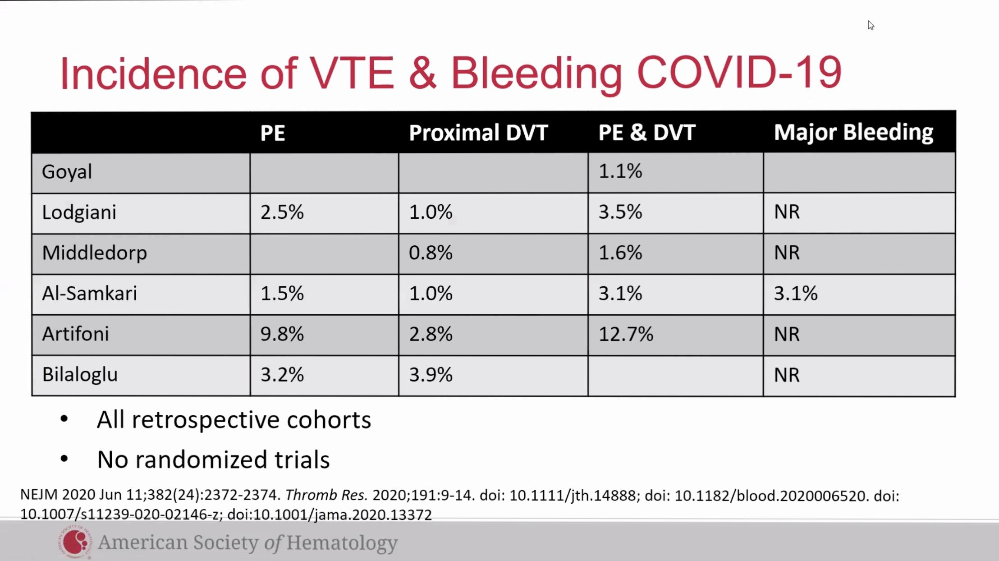 Incidence of VTE & Bleeding COVID-19
PE Proximal DVT PE & DVT Major Bleeding
Goyal 1.1%
Lodgiani 2.5% 1.0% 3.5% NR
Middledorp 0.8% 1.6% NR
Al-Samkari 1.5% 1.0% 3.1% 3.1%
Artifoni 9.8% 2.8% 12.7% NR
Bilaloglu 3.2% 3.9% NR
• All retrospective cohorts
• No randomized trials
NEJM 2020 Jun 11;382(24):2372-2374. Thromb Res. 2020;191:9-14. doi: 10.1111/jth.14888; doi: 10.1182/blood.2020006520. doi:
10.1007/s11239-020-02146-z; doi:10.1001/jama.2020.13372
American Society of Hematology